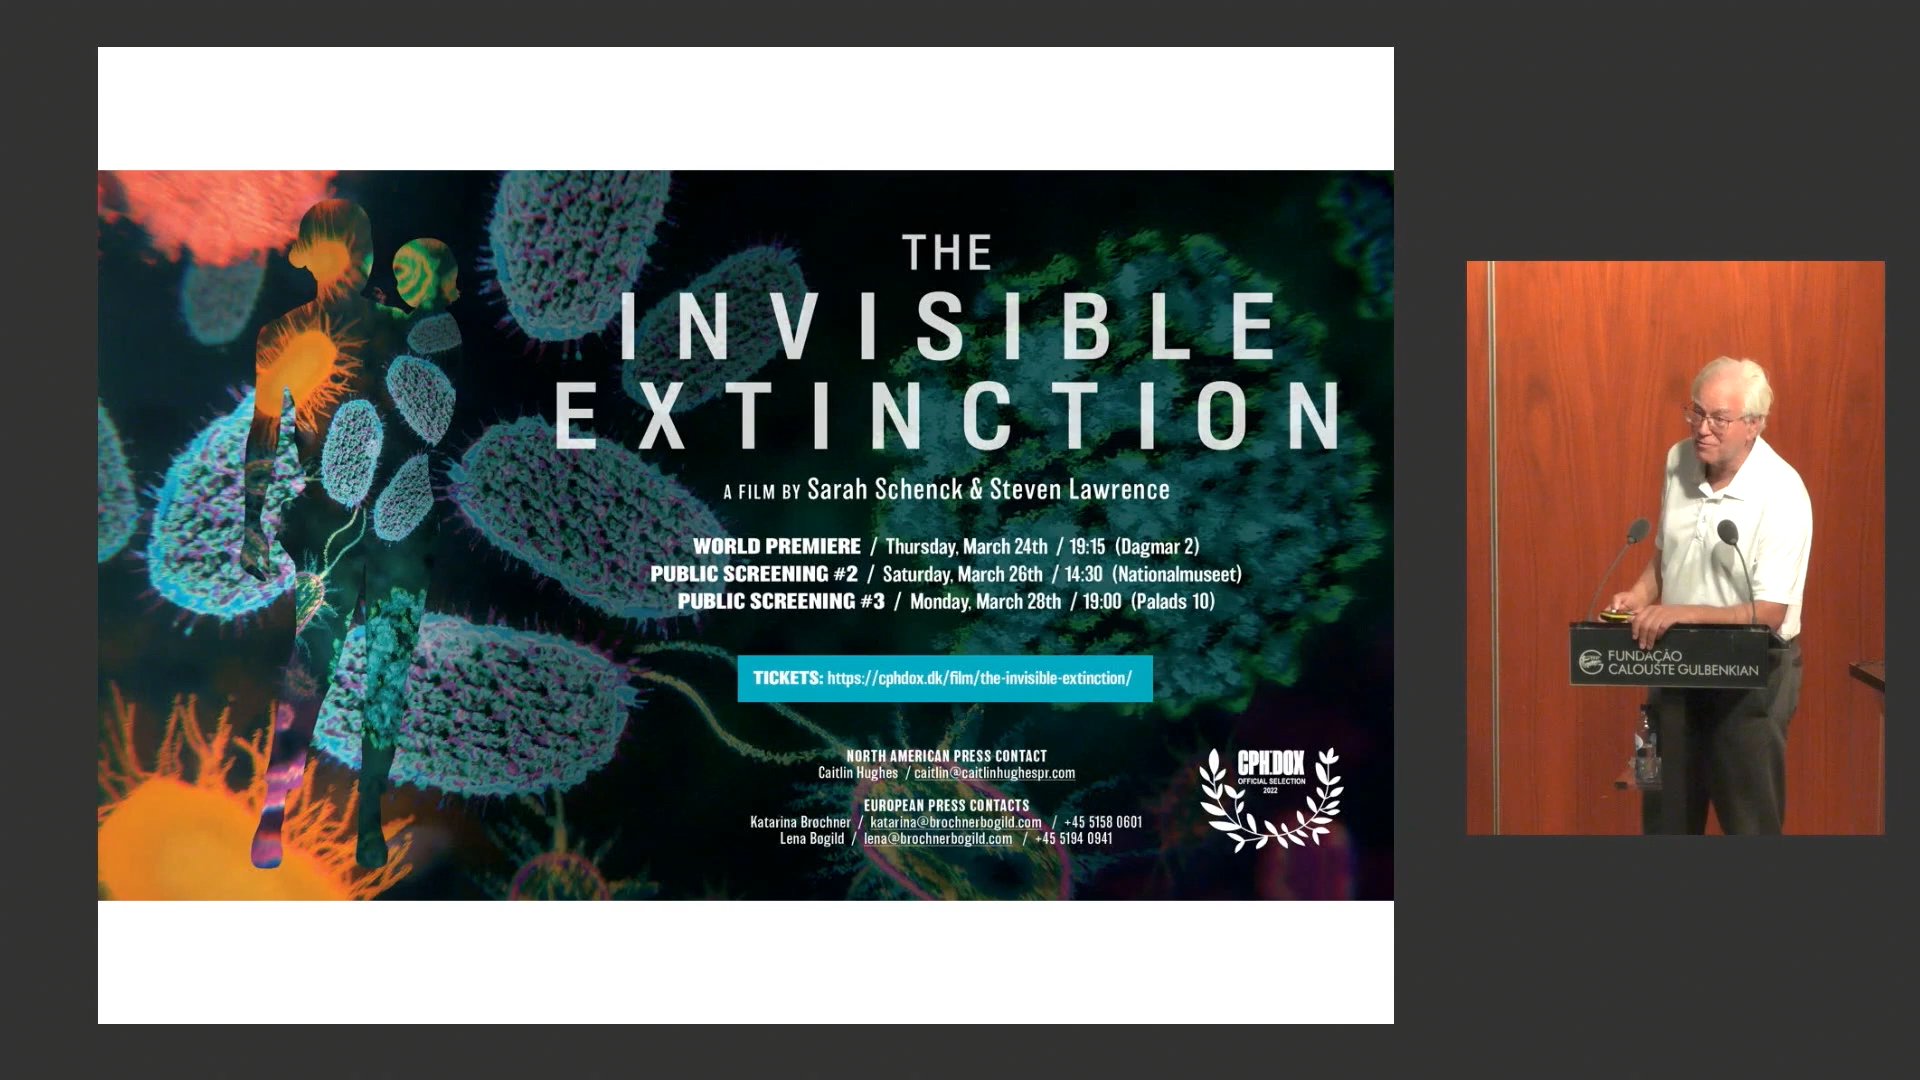 THE
INVISIBLE
EXTINCTION
A FILM BY Sarah Schenck & Steven Lawrence
WORLD PREMIERE / Thursday, March 24th / 19:15 (Dagmar 2)
PUBLIC SCREENING #2 / Saturday, March 26th / 14:30 (Nationalmuseet)
PUBLIC SCREENING #3 / Monday, March 28th / 19:00 (Palads 10)
TICKETS: https://cphdox.dk/film/the-invisible-extinction/
NORTH AMERICAN PRESS CONTACT
Caitlin Hughes / caitlin@caitlinhughespr.com
EUROPEAN PRESS CONTACTS
Katarina Brøchner / katarina@brochnerbogild.com / +45 5158 0601
Lena Bøgild / lena@brochnerbogild.com / +45 5194 0941
CPH:DOX
OFFICIAL SELECTION
2022
FUNDAÇÃO
CALOUSTE GULBENKIAN